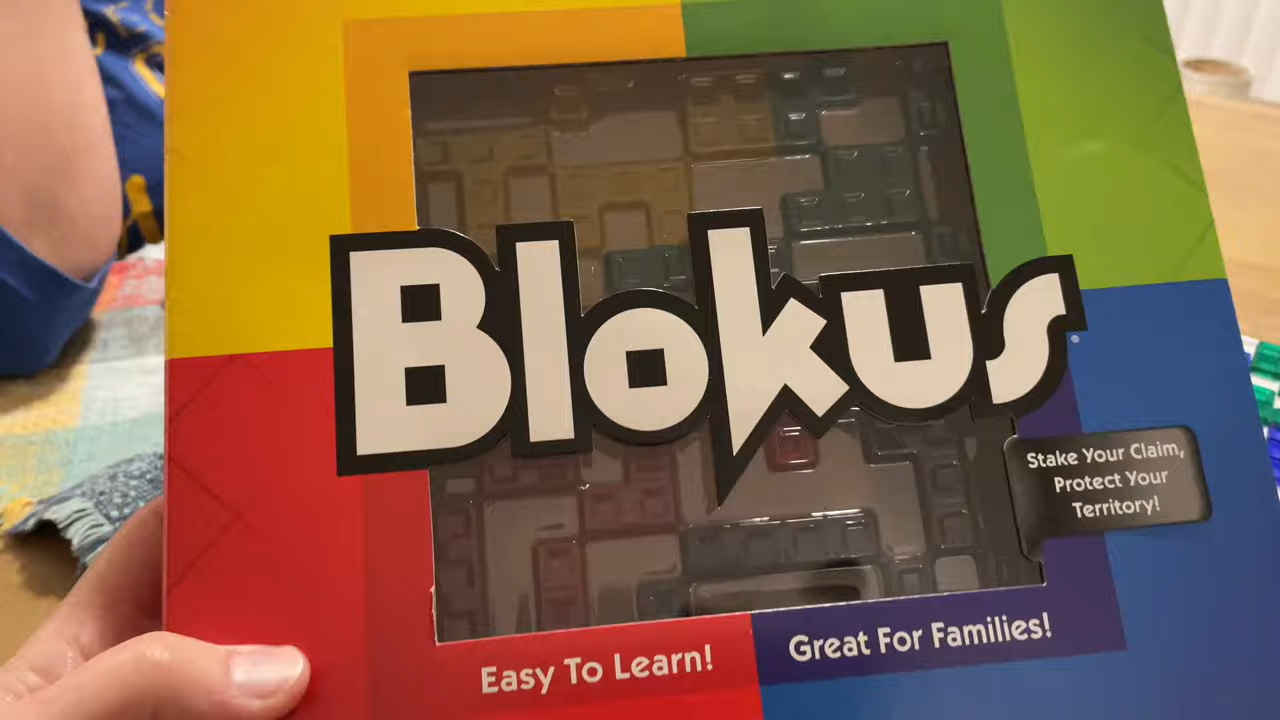 Blokus
Stake Your Claim,
Protect Your
Territory!
Easy To Learn!
Great For Families!